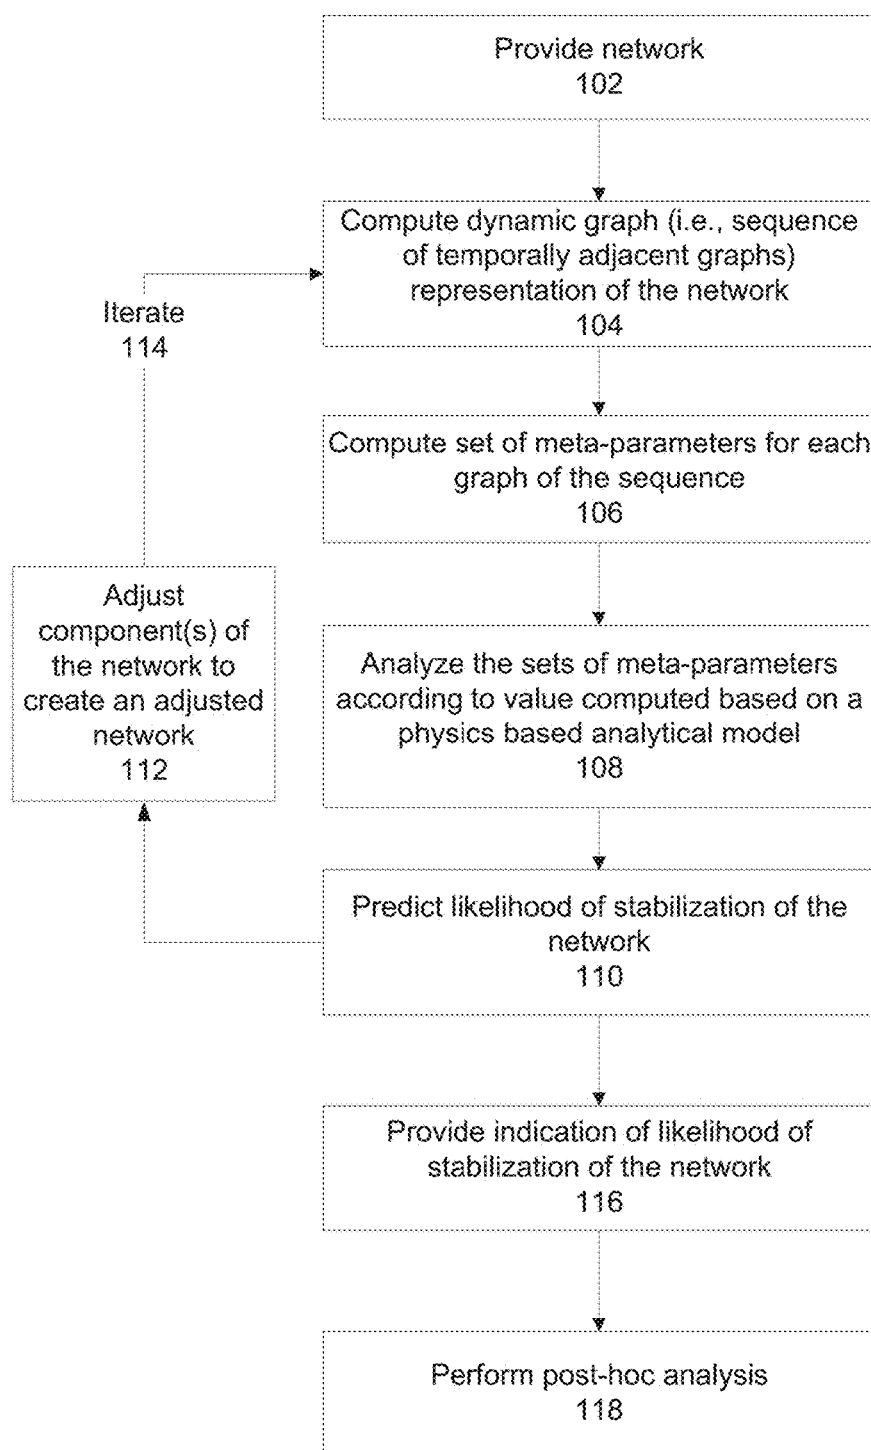 Provide network
102
Compute dynamic graph (i.e., sequence
of temporally adjacent graphs)
representation of the network
104
Iterate
114
Compute set of meta-parameters for each
graph of the sequence
106
Adjust
component(s) of
the network to
create an adjusted
network
112
Analyze the sets of meta-parameters
according to value computed based on a
physics based analytical model
108
Predict likelihood of stabilization of the
network
110
Provide indication of likelihood of
stabilization of the network
116
Perform post-hoc analysis
118